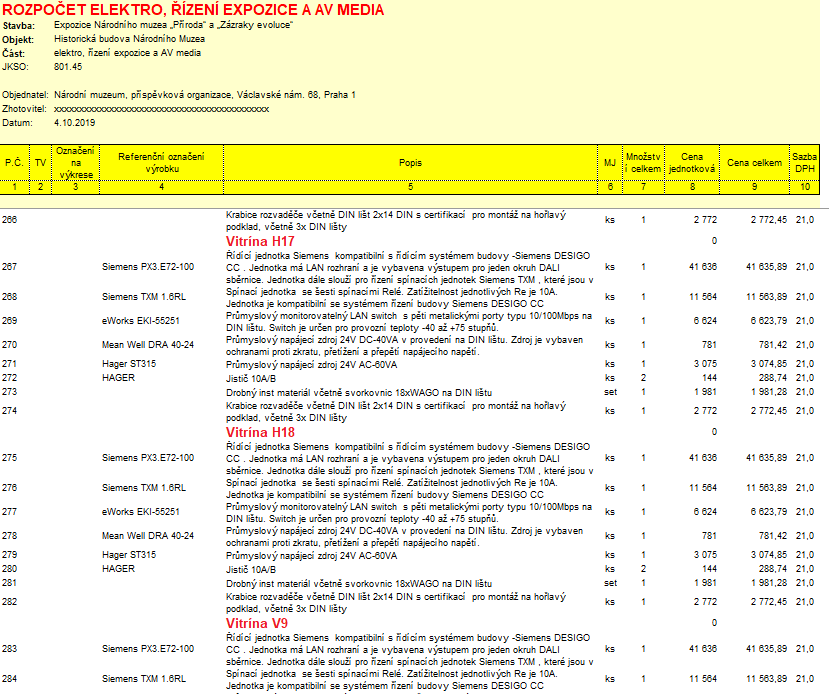 ROZPOČET ELEKTRO, ŘÍZENÍ EXPOZICE A AV MEDIA
Stavba: Expozice Národního muzea „Příroda“ a „Zázraky evoluce“
Objekt: Historická budova Národního Muzea
Část: elektro, řízení expozice a AV media
JKSO: 801.45
Objednatel: Národní muzeum, příspěvková organizace, Václavské nám. 68, Praha 1
Zhotovitel: xxxxxxxxxxxxxxxxxxxxxxxxxxxxxxxxxxxxxxxxxxx
Datum: 4.10.2019
P.Č. TV Označení na výkrese Referenční označení výrobku Popis MJ Množství celkem Cena jednotková Cena celkem Sazba DPH
1 2 3 4 5 6 7 8 9 10
266 Krabice rozvaděče včetně DIN lišt 2x14 DIN s certifikací pro montáž na hořlavý ks 1 2 772 2 772,45 21,0
podklad, včetně 3x DIN lišty
Vitrína H17 0
Řídící jednotka Siemens kompatibilní s řídícím systémem budovy -Siemens DESIGO
267 Siemens PX3.E72-100 CC . Jednotka má LAN rozhraní a je vybavena výstupem pro jeden okruh DALI ks 1 41 636 41 635,89 21,0
sběrnice. Jednotka dále slouží pro řízení spínacích jednotek Siemens TXM , které jsou v
268 Siemens TXM 1.6RL Spínací jednotka se šesti spínacími Relé. Zatížitelnost jednotlivých Re je 10A. ks 1 11 564 11 563,89 21,0
Jednotka je kompatibilní se systémem řízení budovy Siemens DESIGO CC
269 eWorks EKI-55251 Průmyslový monitorovatelný LAN switch s pěti metalickými porty typu 10/100Mbps na ks 1 6 624 6 623,79 21,0
DIN lištu. Switch je určen pro provozní teploty -40 až +75 stupňů.
270 Mean Well DRA 40-24 Průmyslový napájecí zdroj 24V DC-40VA v provedení na DIN lištu. Zdroj je vybaven ks 1 781 781,42 21,0
ochranami proti zkratu, přetížení a přepětí napájecího napětí.
271 Hager ST315 Průmyslový napájecí zdroj 24V AC-60VA ks 1 3 075 3 074,85 21,0
272 HAGER Jistič 10A/B ks 2 144 288,74 21,0
273 Drobný inst materiál včetně svorkovnic 18xWAGO na DIN lištu set 1 1 981 1 981,28 21,0
274 Krabice rozvaděče včetně DIN lišt 2x14 DIN s certifikací pro montáž na hořlavý ks 1 2 772 2 772,45 21,0
podklad, včetně 3x DIN lišty
Vitrína H18 0
Řídící jednotka Siemens kompatibilní s řídícím systémem budovy -Siemens DESIGO
275 Siemens PX3.E72-100 CC . Jednotka má LAN rozhraní a je vybavena výstupem pro jeden okruh DALI ks 1 41 636 41 635,89 21,0
sběrnice. Jednotka dále slouží pro řízení spínacích jednotek Siemens TXM , které jsou v
276 Siemens TXM 1.6RL Spínací jednotka se šesti spínacími Relé. Zatížitelnost jednotlivých Re je 10A. ks 1 11 564 11 563,89 21,0
Jednotka je kompatibilní se systémem řízení budovy Siemens DESIGO CC
277 eWorks EKI-55251 Průmyslový monitorovatelný LAN switch s pěti metalickými porty typu 10/100Mbps na ks 1 6 624 6 623,79 21,0
DIN lištu. Switch je určen pro provozní teploty -40 až +75 stupňů.
278 Mean Well DRA 40-24 Průmyslový napájecí zdroj 24V DC-40VA v provedení na DIN lištu. Zdroj je vybaven ks 1 781 781,42 21,0
ochranami proti zkratu, přetížení a přepětí napájecího napětí.
279 Hager ST315 Průmyslový napájecí zdroj 24V AC-60VA ks 1 3 075 3 074,85 21,0
280 HAGER Jistič 10A/B ks 2 144 288,74 21,0
281 Drobný inst materiál včetně svorkovnic 18xWAGO na DIN lištu set 1 1 981 1 981,28 21,0
282 Krabice rozvaděče včetně DIN lišt 2x14 DIN s certifikací pro montáž na hořlavý ks 1 2 772 2 772,45 21,0
podklad, včetně 3x DIN lišty
Vitrína V9 0
Řídící jednotka Siemens kompatibilní s řídícím systémem budovy -Siemens DESIGO
283 Siemens PX3.E72-100 CC . Jednotka má LAN rozhraní a je vybavena výstupem pro jeden okruh DALI ks 1 41 636 41 635,89 21,0
sběrnice. Jednotka dále slouží pro řízení spínacích jednotek Siemens TXM , které jsou v
284 Siemens TXM 1.6RL Spínací jednotka se šesti spínacími Relé. Zatížitelnost jednotlivých Re je 10A. ks 1 11 564 11 563,89 21,0
Jednotka je kompatibilní se systémem řízení budovy Siemens DESIGO CC